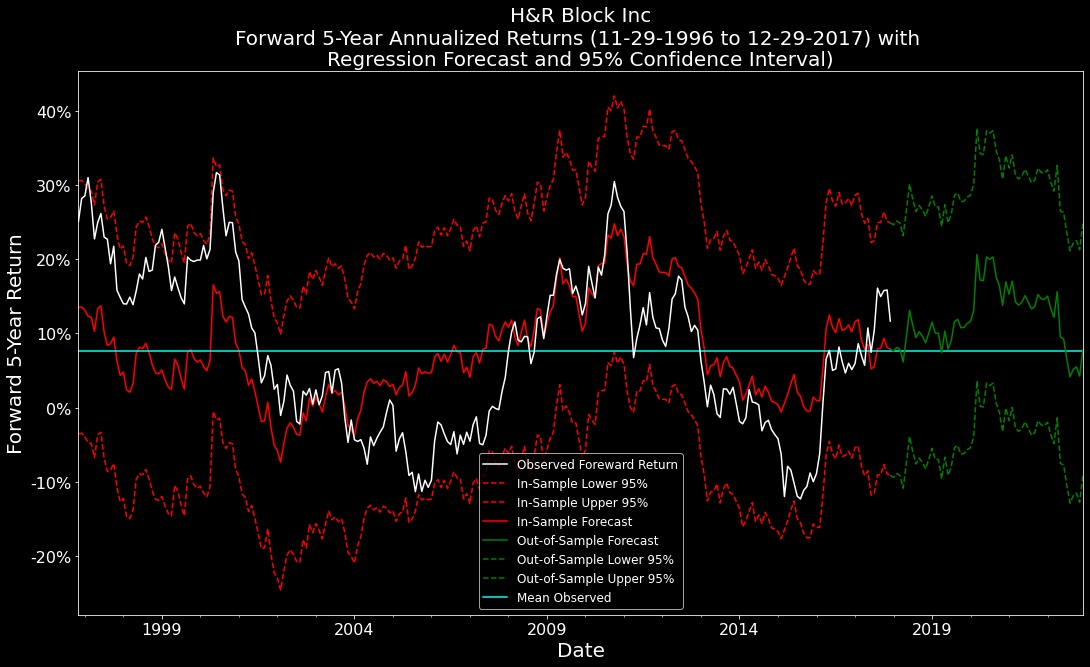 H&R Block Inc
Forward 5-Year Annualized Returns (11-29-1996 to 12-29-2017) with
Regression Forecast and 95% Confidence Interval)
Forward 5-Year Return
40%
30%
20%
10%
0%
-10%
-20%
Observed Foreward Return
In-Sample Lower 95%
In-Sample Upper 95%
In-Sample Forecast
Out-of-Sample Forecast
Out-of-Sample Lower 95%
Out-of-Sample Upper 95%
Mean Observed
1999
2004
2009
2014
2019
Date